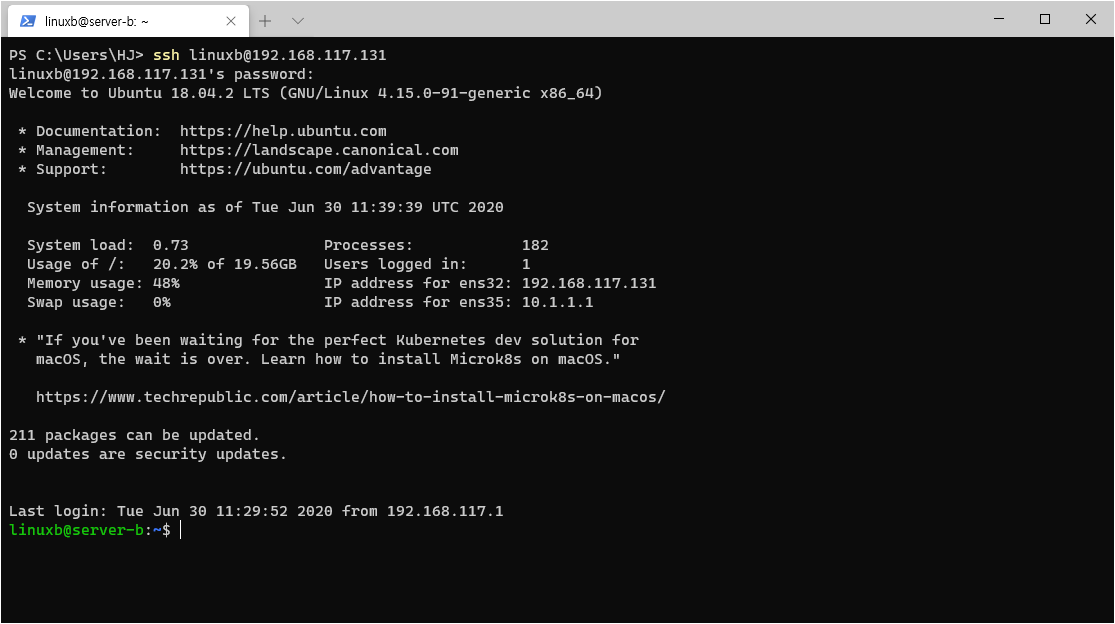 linuxb@server-b: ~
PS C:\Users\HJ> ssh linuxb@192.168.117.131
linuxb@192.168.117.131's password:
Welcome to Ubuntu 18.04.2 LTS (GNU/Linux 4.15.0-91-generic x86_64)
* Documentation:  https://help.ubuntu.com
* Management:     https://landscape.canonical.com
* Support:        https://ubuntu.com/advantage
System information as of Tue Jun 30 11:39:39 UTC 2020
System load:  0.73               Processes:            182
Usage of /:   20.2% of 19.56GB   Users logged in:      1
Memory usage: 48%                IP address for ens32: 192.168.117.131
Swap usage:   0%                 IP address for ens35: 10.1.1.1
* "If you've been waiting for the perfect Kubernetes dev solution for
macOS, the wait is over. Learn how to install Microk8s on macOS."
https://www.techrepublic.com/article/how-to-install-microk8s-on-macos/
211 packages can be updated.
0 updates are security updates.
Last login: Tue Jun 30 11:29:52 2020 from 192.168.117.1
linuxb@server-b:~$